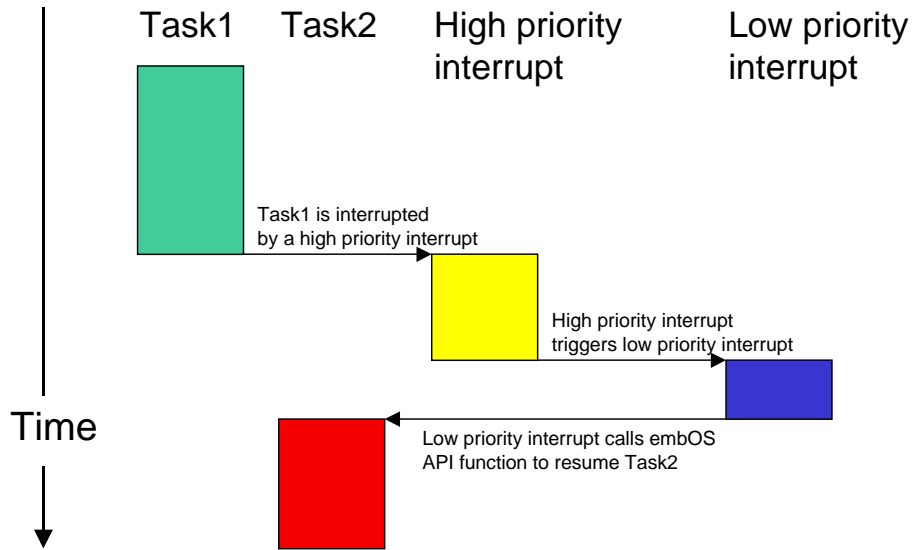 Task1
Task2
High priority
interrupt
Low priority
interrupt
Task1 is interrupted
by a high priority interrupt
High priority interrupt
triggers low priority interrupt
Time
Low priority interrupt calls embOS
API function to resume Task2